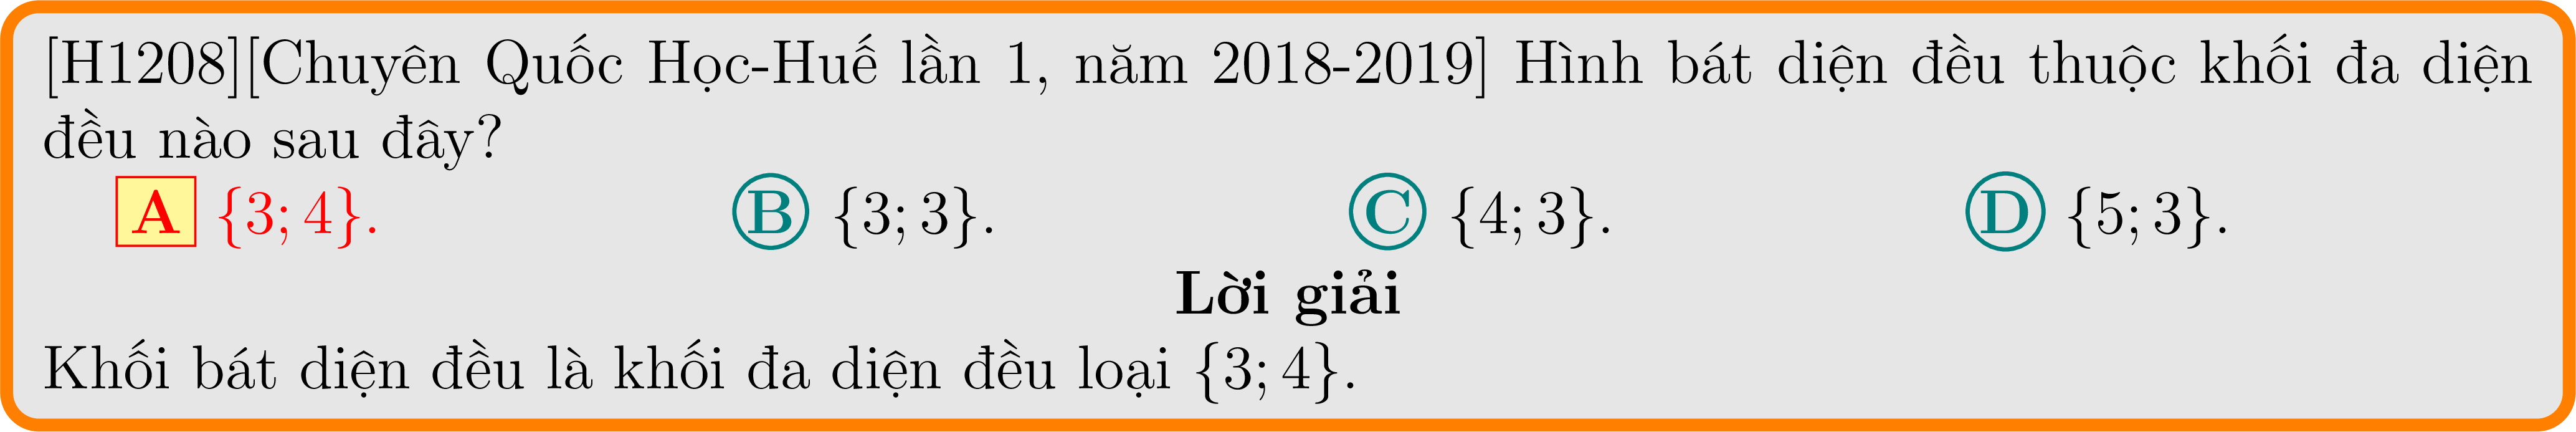 [H1208][Chuyên Quốc Học-Huế lần 1, năm 2018-2019] Hình bát diện đều thuộc khối đa diện
đều nào sau đây?
A {3; 4}. B {3; 3}. C {4; 3}. D {5; 3}.
Lời giải
Khối bát diện đều là khối đa diện đều loại {3; 4}.